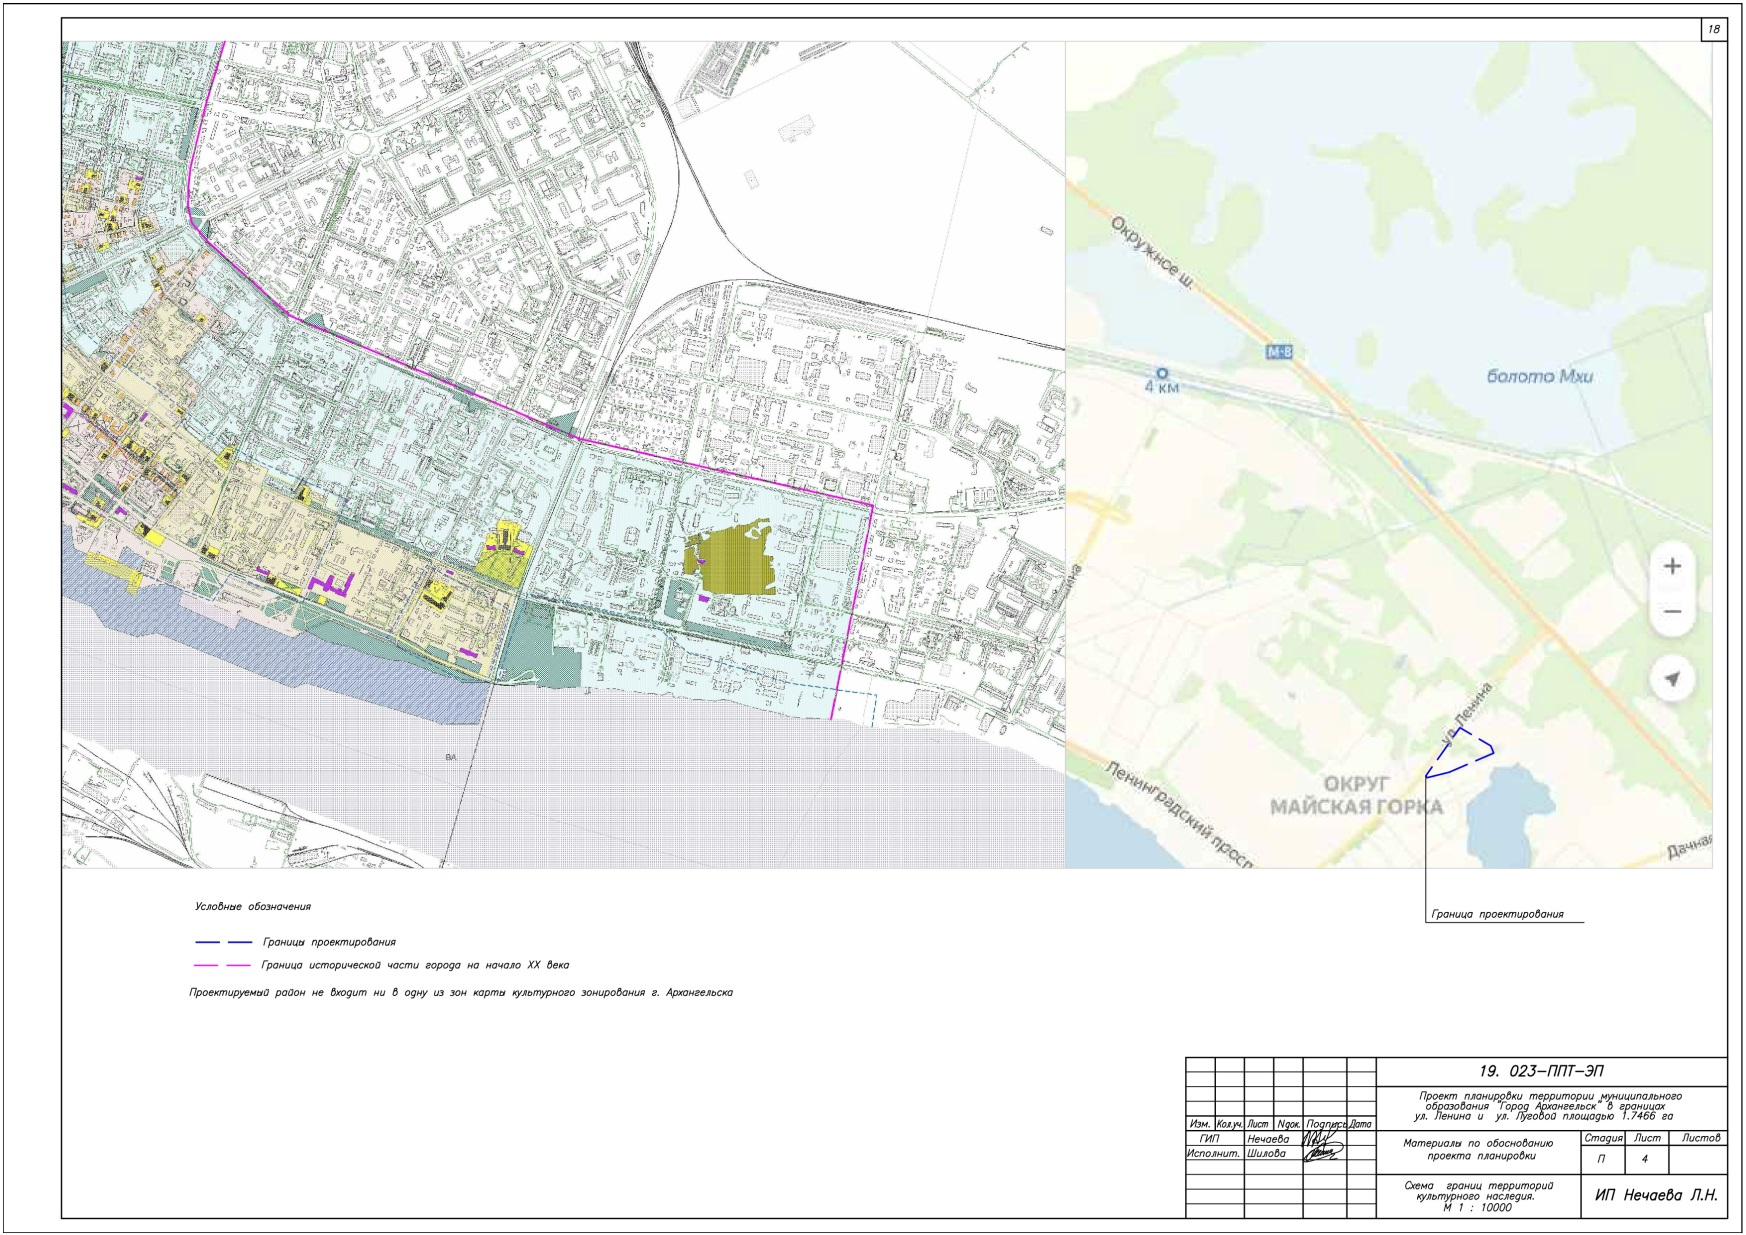 18
Окружное ш.
М-8
4 км
болото Мхи
ул. Ленина
ОКРУГ
МАЙСКАЯ ГОРКА
Ленинградский просп
Дачная
ВЛ
Граница проектирования
Условные обозначения
Границы проектирования
Граница исторической части города на начало XX века
Проектируемый район не входит ни в одну из зон карты культурного зонирования г. Архангельска
19. 023-ППТ-ЭП
Проект планировки территории муниципального
образования "Город Архангельск" в границах
ул. Ленина и ул. Луговой площадью 1.7466 га
Изм. Кол.уч. Лист Nдок. Подпись Дата
ГИП Нечаева
Исполнит. Шилова
Материалы по обоснованию
проекта планировки
Стадия Лист Листов
П 4
Схема границ территорий
культурного наследия.
М 1 : 10000
ИП Нечаева Л.Н.